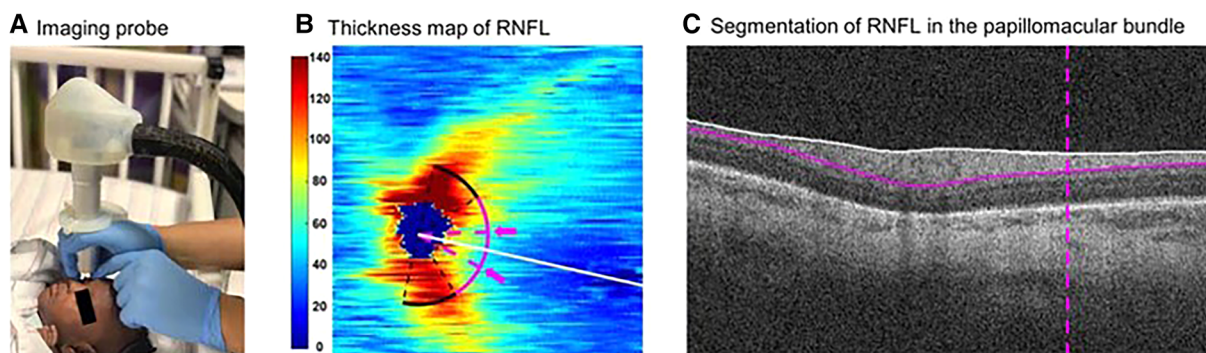 A Imaging probe
B Thickness map of RNFL
C Segmentation of RNFL in the papillomacular bundle
140
120
100
80
60
40
20
0